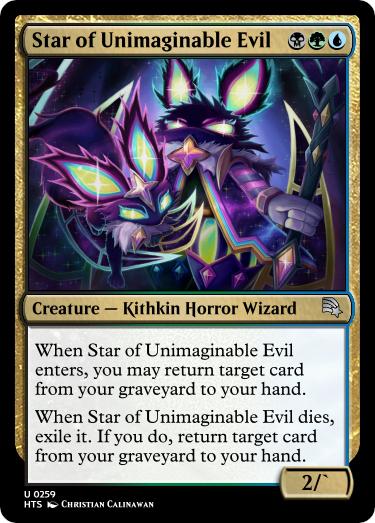 Star of Unimaginable Evil
Creature — Kithkin Horror Wizard
When Star of Unimaginable Evil
enters, you may return target card
from your graveyard to your hand.
When Star of Unimaginable Evil dies,
exile it. If you do, return target card
from your graveyard to your hand.
2/`
U 0259
HTS Christian Calinawan